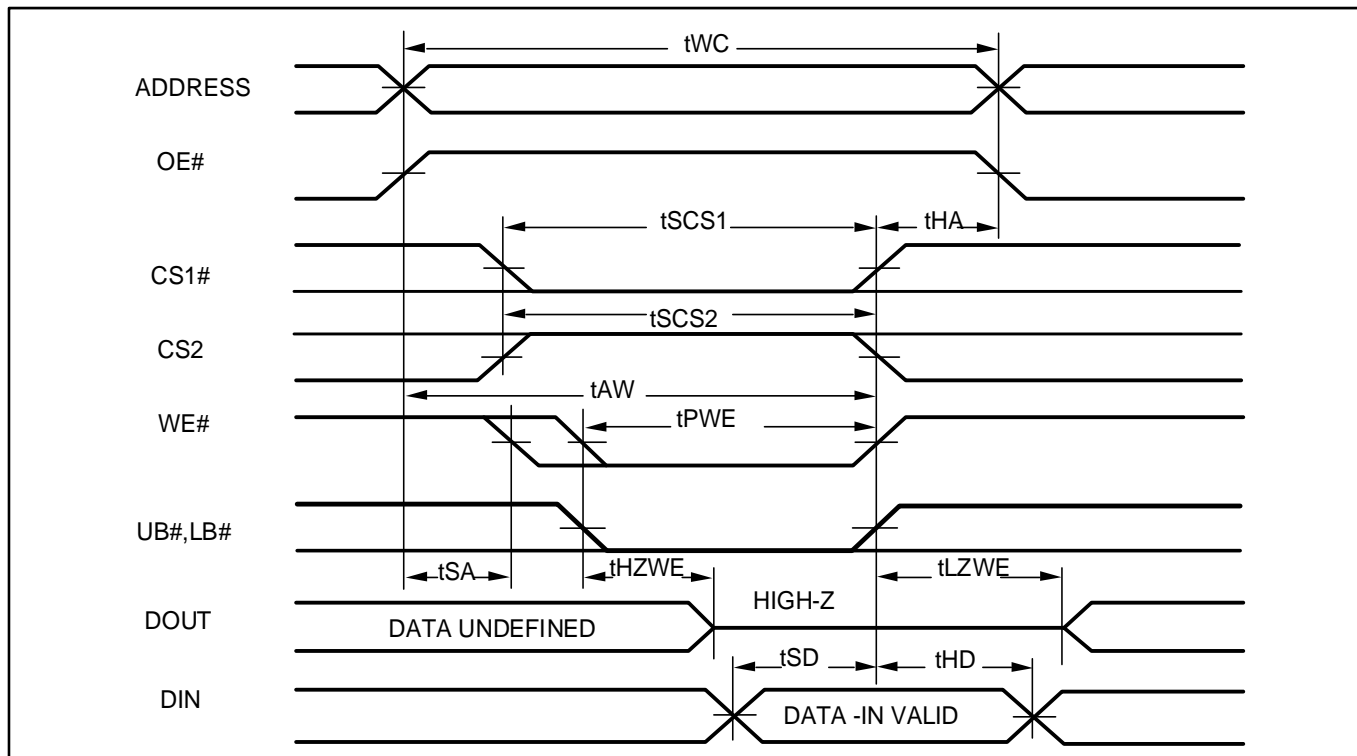 tWC
ADDRESS
OE#
tSCS1
tHA
CS1#
tSCS2
CS2
tAW
WE#
tPWE
UB#,LB#
tSA
tHZWE
tLZWE
HIGH-Z
DOUT
DATA UNDEFINED
tSD
tHD
DIN
DATA -IN VALID